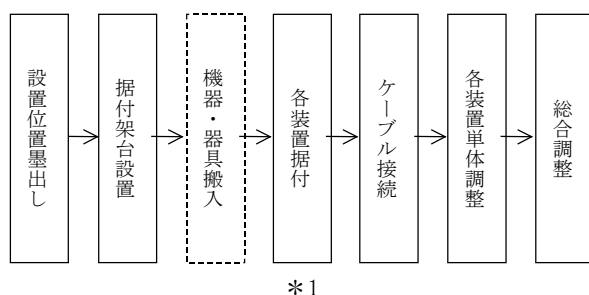 設置位置墨出し
据付架台設置
機器・器具搬入
各装置据付
ケーブル接続
各装置単体調整
総合調整
*1